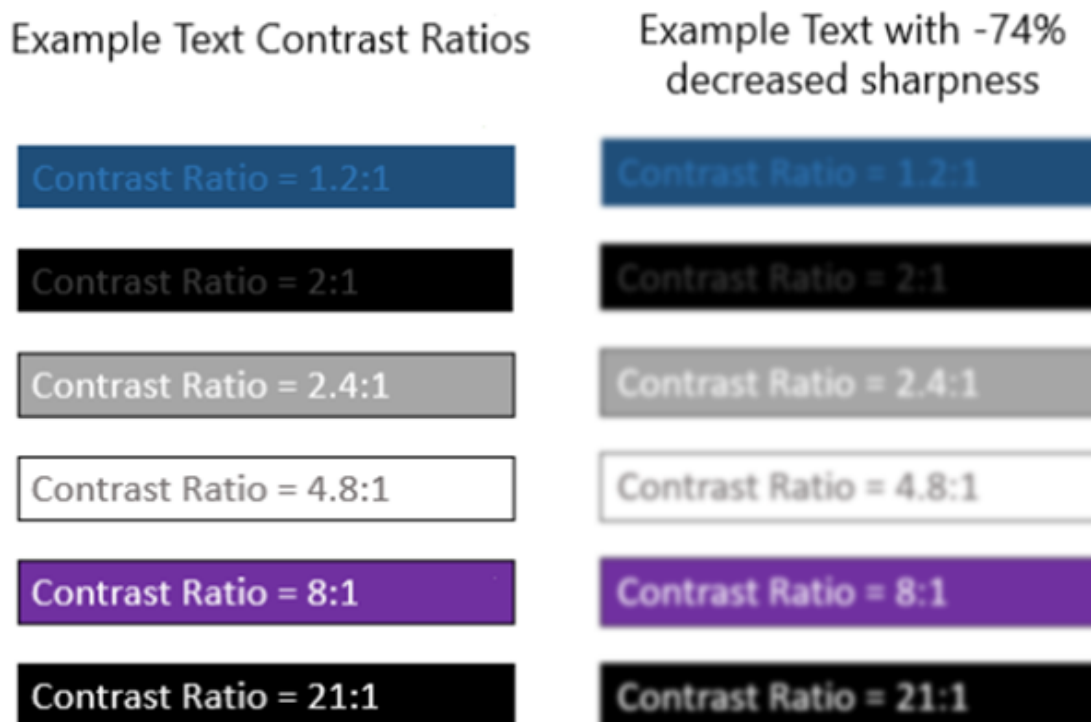 Example Text Contrast Ratios
Contrast Ratio = 1.2:1
Contrast Ratio = 2:1
Contrast Ratio = 2.4:1
Contrast Ratio = 4.8:1
Contrast Ratio = 8:1
Contrast Ratio = 21:1
Example Text with -74%
decreased sharpness
Contrast Ratio = 1.2:1
Contrast Ratio = 2:1
Contrast Ratio = 2.4:1
Contrast Ratio = 4.8:1
Contrast Ratio = 8:1
Contrast Ratio = 21:1